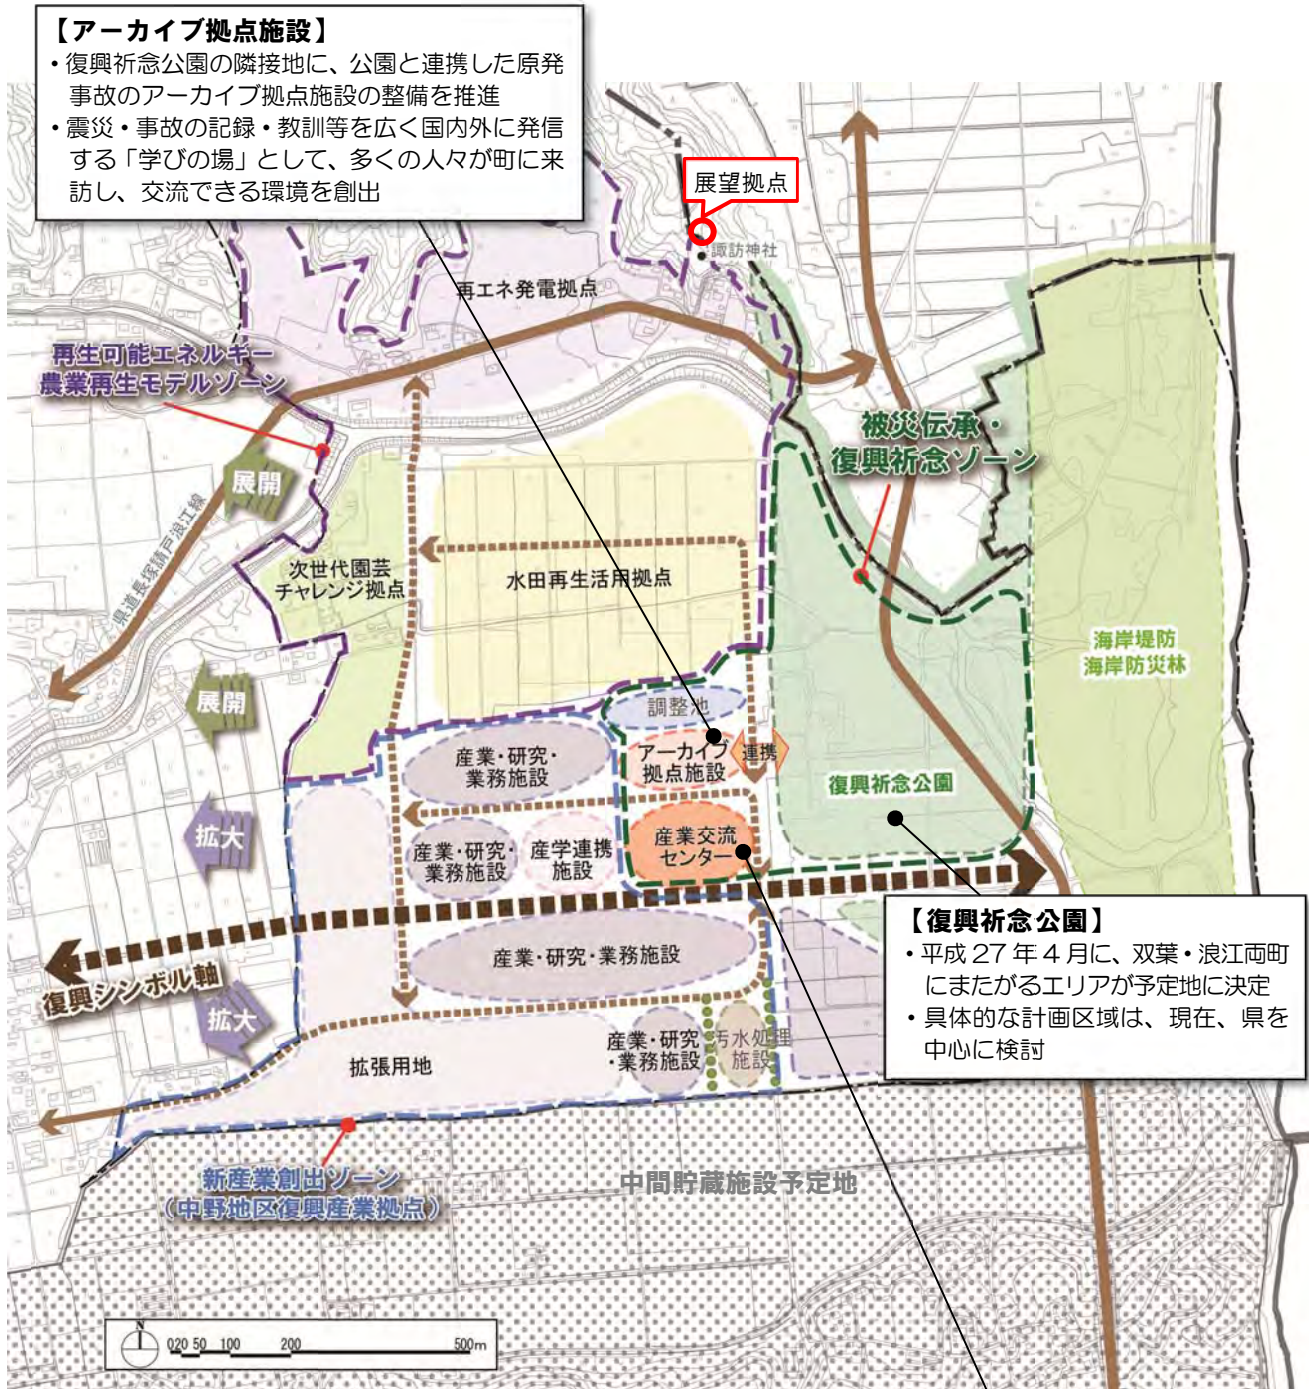 【アーカイブ拠点施設】
・復興祈念公園の隣接地に、公園と連携した原発
事故のアーカイブ拠点施設の整備を推進
・震災・事故の記録・教訓等を広く国内外に発信
する「学びの場」として、多くの人々が町に来
訪し、交流できる環境を創出
展望拠点
諏訪神社
再エネ発電拠点
再生可能エネルギー
農業再生モデルゾーン
被災伝承・
復興祈念ゾーン
展開
県道長塚請戸浪江線
次世代園芸
チャレンジ拠点
水田再生活用拠点
海岸堤防
海岸防災林
展開
調整池
産業・研究・
業務施設
アーカイブ
拠点施設
連携
復興祈念公園
拡大
産業・研究・
業務施設
産学連携
施設
産業交流
センター
【復興祈念公園】
・平成 27 年 4 月に、双葉・浪江両町
にまたがるエリアが予定地に決定
・具体的な計画区域は、現在、県を
中心に検討
産業・研究・業務施設
復興シンボル軸
拡大
拡張用地
産業・研究
・業務施設
汚水処理
施設
新産業創出ゾーン
（中野地区復興産業拠点）
中間貯蔵施設予定地
N
0 20 50 100 200 500m